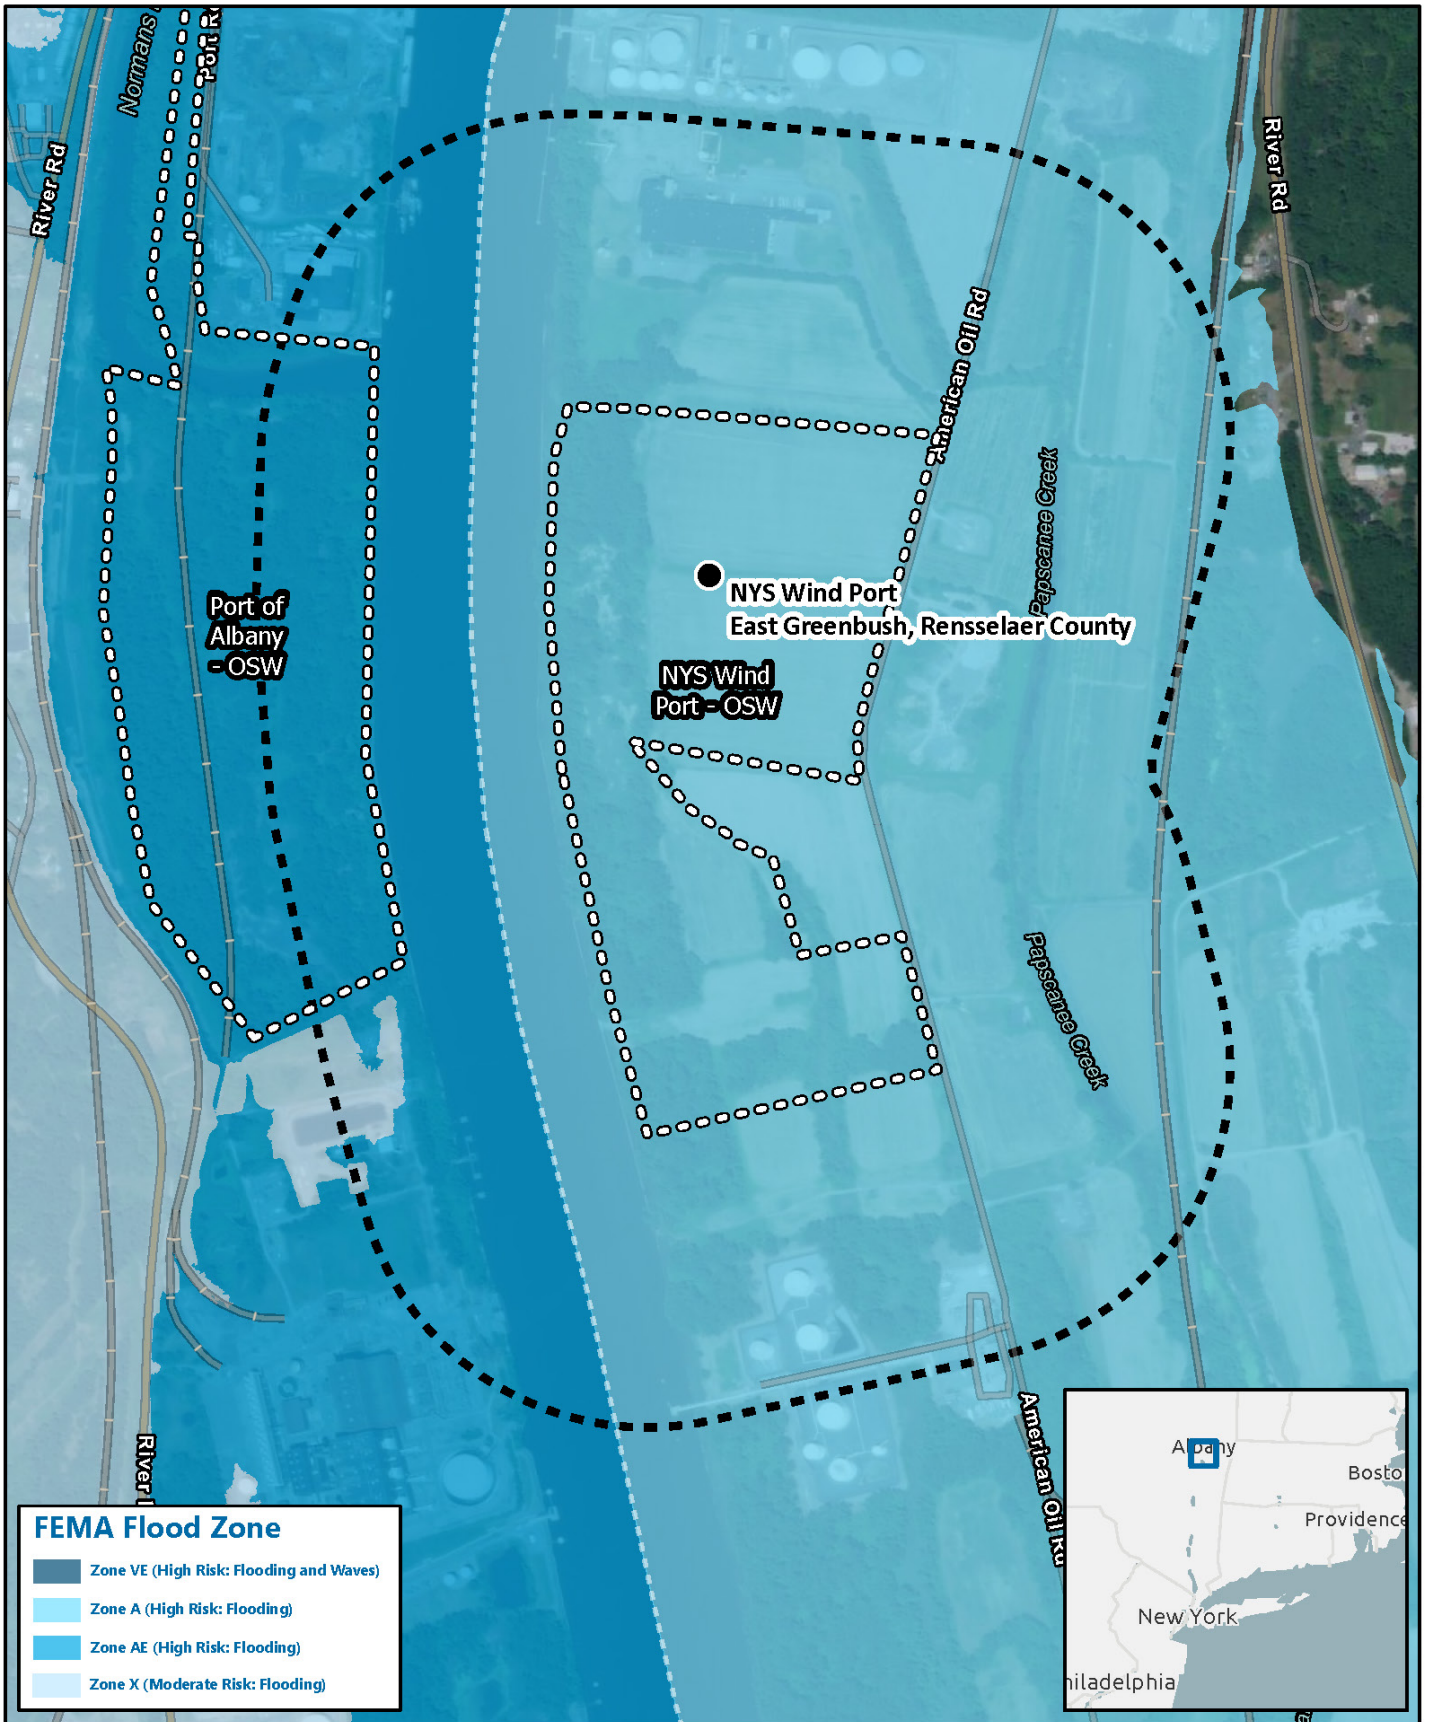 Normans
Port Rd
River Rd
River Rd
American Oil Rd
Papscanee Creek
NYS Wind Port
East Greenbush, Rensselaer County
Port of
Albany
- OSW
NYS Wind
Port - OSW
Papscanee Creek
American Oil Rd
River
FEMA Flood Zone
Zone VE (High Risk: Flooding and Waves)
Zone A (High Risk: Flooding)
Zone AE (High Risk: Flooding)
Zone X (Moderate Risk: Flooding)
Albany
Bosto
Providence
New York
hiladelphia